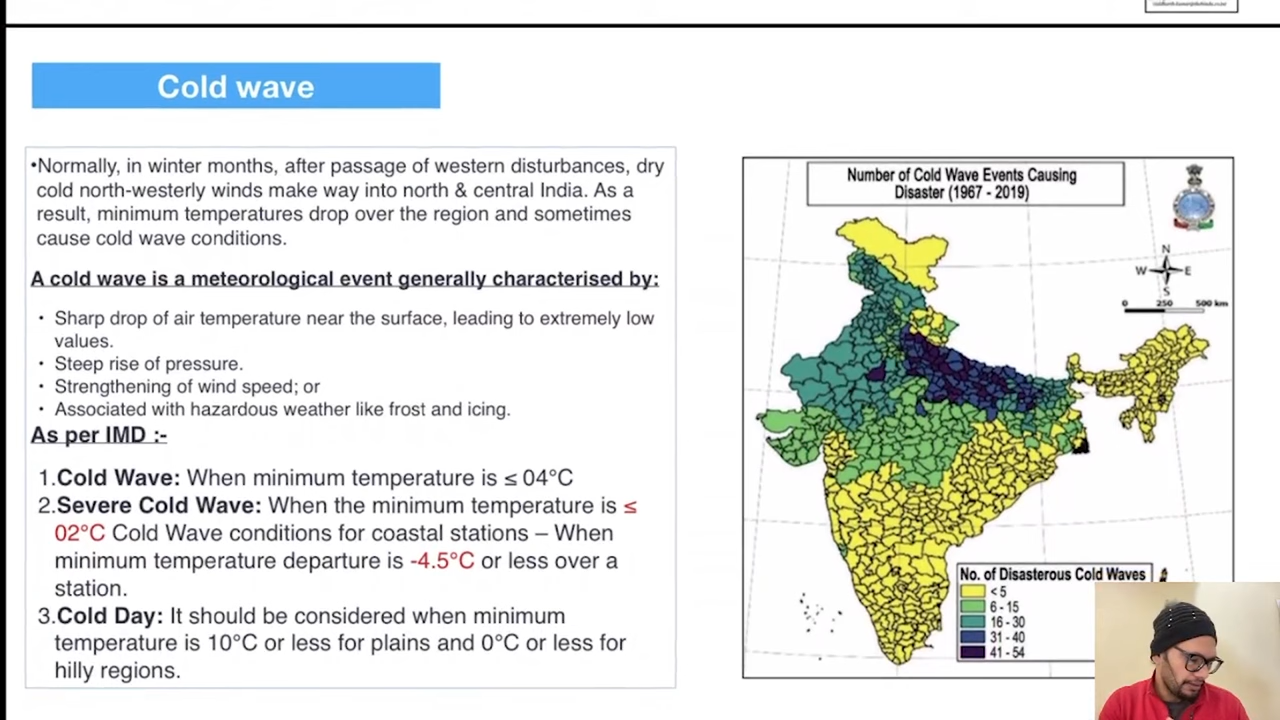 Cold wave
•Normally, in winter months, after passage of western disturbances, dry
cold north-westerly winds make way into north & central India. As a
result, minimum temperatures drop over the region and sometimes
cause cold wave conditions.
A cold wave is a meteorological event generally characterised by:
• Sharp drop of air temperature near the surface, leading to extremely low
values.
• Steep rise of pressure.
• Strengthening of wind speed; or
• Associated with hazardous weather like frost and icing.
As per IMD :-
1.Cold Wave: When minimum temperature is ≤ 04°C
2.Severe Cold Wave: When the minimum temperature is ≤
02°C Cold Wave conditions for coastal stations – When
minimum temperature departure is -4.5°C or less over a
station.
3.Cold Day: It should be considered when minimum
temperature is 10°C or less for plains and 0°C or less for
hilly regions.
Number of Cold Wave Events Causing
Disaster (1967 - 2019)
N
W E
S
0 250 500 km
No. of Disasterous Cold Waves
< 5
6 - 15
16 - 30
31 - 40
41 - 54